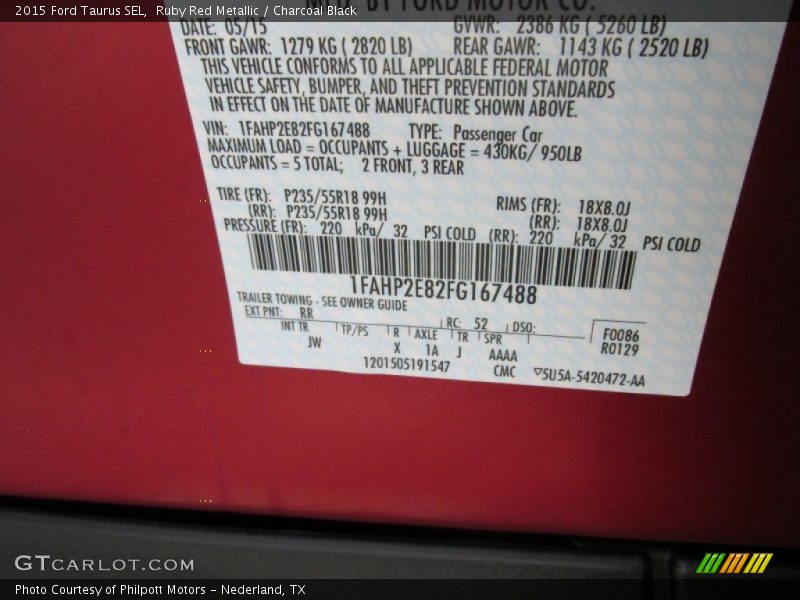 2015 Ford Taurus SEL, Ruby Red Metallic / Charcoal Black
MFD. BY FORD MOTOR CO.
DATE: 05/15 GVWR: 2386 KG ( 5260 LB)
FRONT GAWR: 1279 KG ( 2820 LB) REAR GAWR: 1143 KG ( 2520 LB)
THIS VEHICLE CONFORMS TO ALL APPLICABLE FEDERAL MOTOR
VEHICLE SAFETY, BUMPER, AND THEFT PREVENTION STANDARDS
IN EFFECT ON THE DATE OF MANUFACTURE SHOWN ABOVE.
VIN: 1FAHP2E82FG167488 TYPE: Passenger Car
MAXIMUM LOAD = OCCUPANTS + LUGGAGE = 430KG/ 950LB
OCCUPANTS = 5 TOTAL; 2 FRONT, 3 REAR
TIRE (FR): P235/55R18 99H RIMS (FR): 18X8.0J
(RR): P235/55R18 99H (RR): 18X8.0J
PRESSURE (FR): 220 kPa/ 32 PSI COLD (RR): 220 kPa/ 32 PSI COLD
1FAHP2E82FG167488
TRAILER TOWING - SEE OWNER GUIDE
EXT PNT: RR RC: 52 DSO: F0086
INT TR TP/PS R AXLE TR SPR R0129
JW X 1A J AAAA
1201505191547 CMC ▽5U5A-5420472-AA
GTCARLOT.COM
Photo Courtesy of Philpott Motors - Nederland, TX